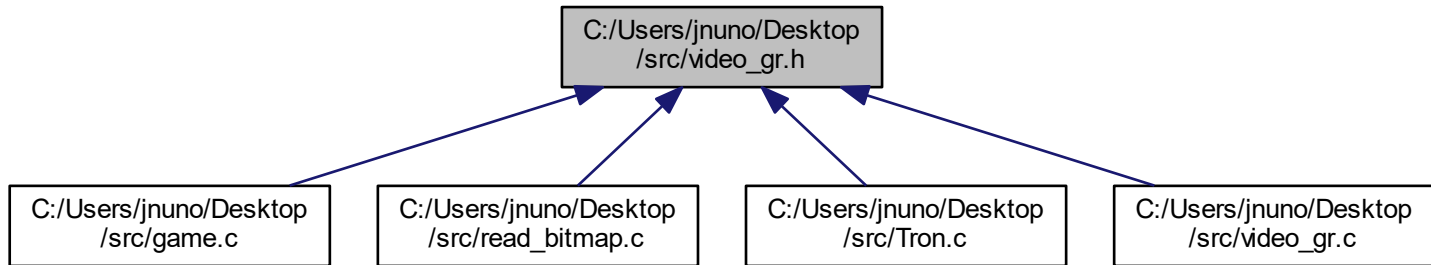 C:/Users/jnuno/Desktop
/src/video_gr.h
C:/Users/jnuno/Desktop
/src/game.c
C:/Users/jnuno/Desktop
/src/read_bitmap.c
C:/Users/jnuno/Desktop
/src/Tron.c
C:/Users/jnuno/Desktop
/src/video_gr.c